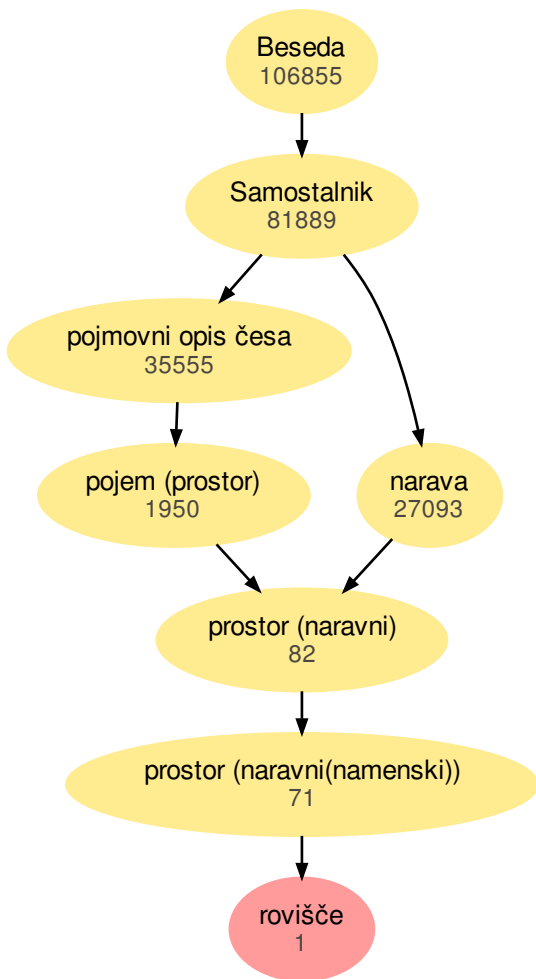 Beseda
106855
Samostalnik
81889
pojmovni opis česa
35555
pojem (prostor)
1950
narava
27093
prostor (naravni)
82
prostor (naravni(namenski))
71
rovišče
1